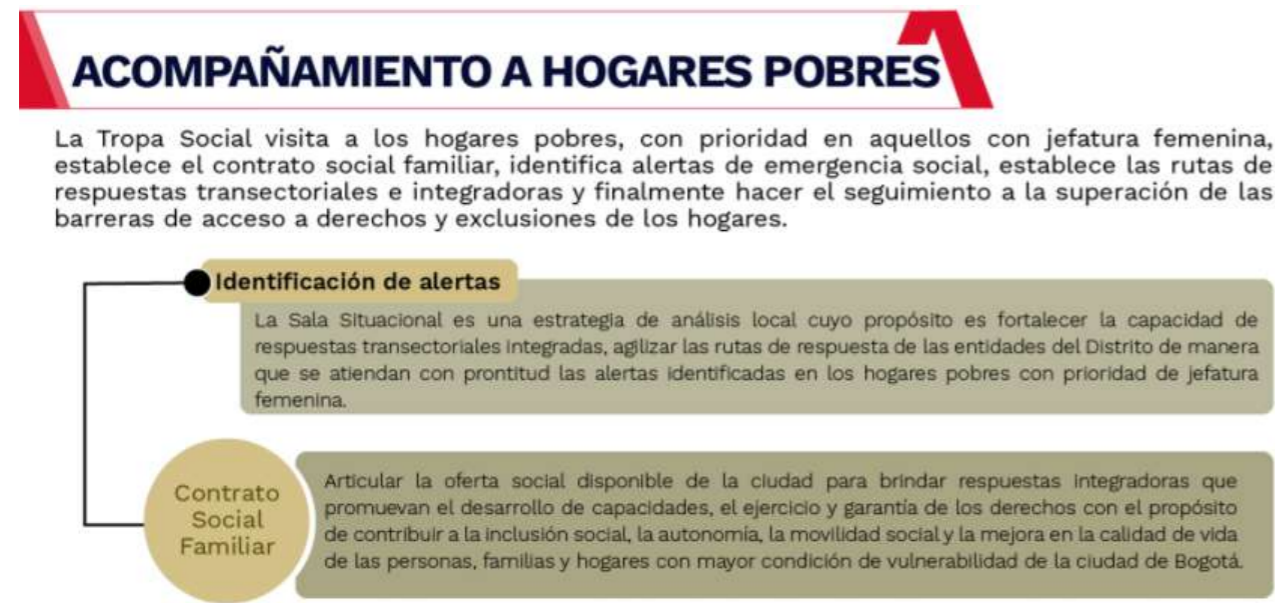 ACOMPAÑAMIENTO A HOGARES POBRES
La Tropa Social visita a los hogares pobres, con prioridad en aquellos con jefatura femenina,
establece el contrato social familiar, identifica alertas de emergencia social, establece las rutas de
respuestas transectoriales e integradoras y finalmente hacer el seguimiento a la superación de las
barreras de acceso a derechos y exclusiones de los hogares.
Identificación de alertas
La Sala Situacional es una estrategia de análisis local cuyo propósito es fortalecer la capacidad de
respuestas transectoriales integradas, agilizar las rutas de respuesta de las entidades del Distrito de manera
que se atiendan con prontitud las alertas identificadas en los hogares pobres con prioridad de jefatura
femenina.
Contrato
Social
Familiar
Articular la oferta social disponible de la ciudad para brindar respuestas integradoras que
promuevan el desarrollo de capacidades, el ejercicio y garantía de los derechos con el propósito
de contribuir a la inclusión social, la autonomía, la movilidad social y la mejora en la calidad de vida
de las personas, familias y hogares con mayor condición de vulnerabilidad de la ciudad de Bogotá.